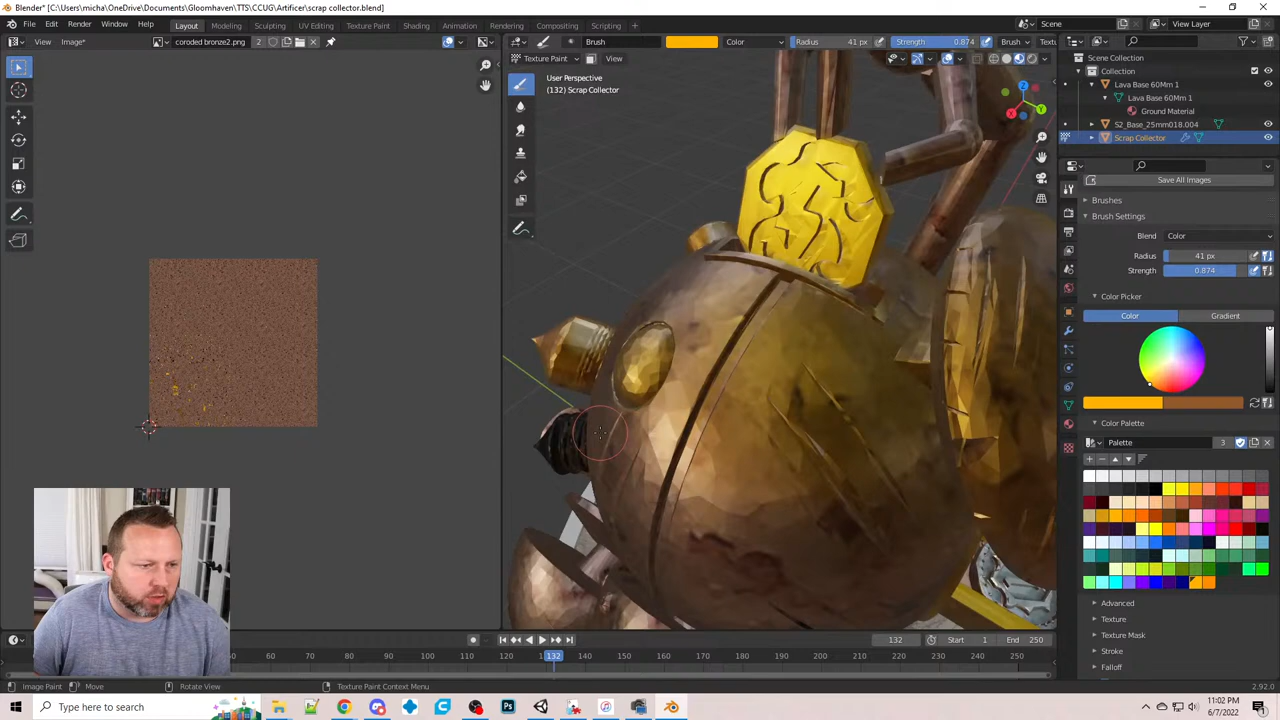 Blender* [C:\Users\micha\OneDrive\Documents\Gloomhaven\TTS\CCUG\Artificer\scrap collector.blend]
File Edit Render Window Help Layout Modeling Sculpting UV Editing Texture Paint Shading Animation Rendering Compositing Scripting Scene View Layer
View Image* coroded bronze2.png 2 Brush Color Radius 41 px Strength 0.874 Brush
Texture Paint View
User Perspective
(132) Scrap Collector
Scene Collection
Collection
Lava Base 60Mm 1
Lava Base 60Mm 1
Ground Material
S2_Base_25mm018.004
Scrap Collector
Save All Images
Brushes
Brush Settings
Blend Color
Radius 41 px
Strength 0.874
Color Picker
Color Gradient
Color Palette
Palette 3
Advanced
Texture
Texture Mask
Stroke
Falloff
132 Start 1 End 250
60 70 80 90 100 110 120 132 140 150 160 170 180 190 200 210 220 230 240 250
Image Paint Move Rotate View Texture Paint Context Menu 2.92.0
Type here to search
11:02 PM
6/7/2022